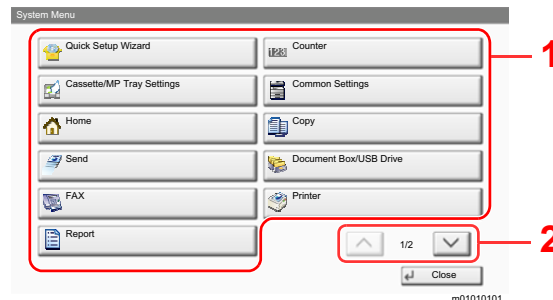 System Menu
Quick Setup Wizard
123 Counter
Cassette/MP Tray Settings
Common Settings
Home
Copy
Send
Document Box/USB Drive
FAX
Printer
Report
1/2
Close
1
2
m01010101